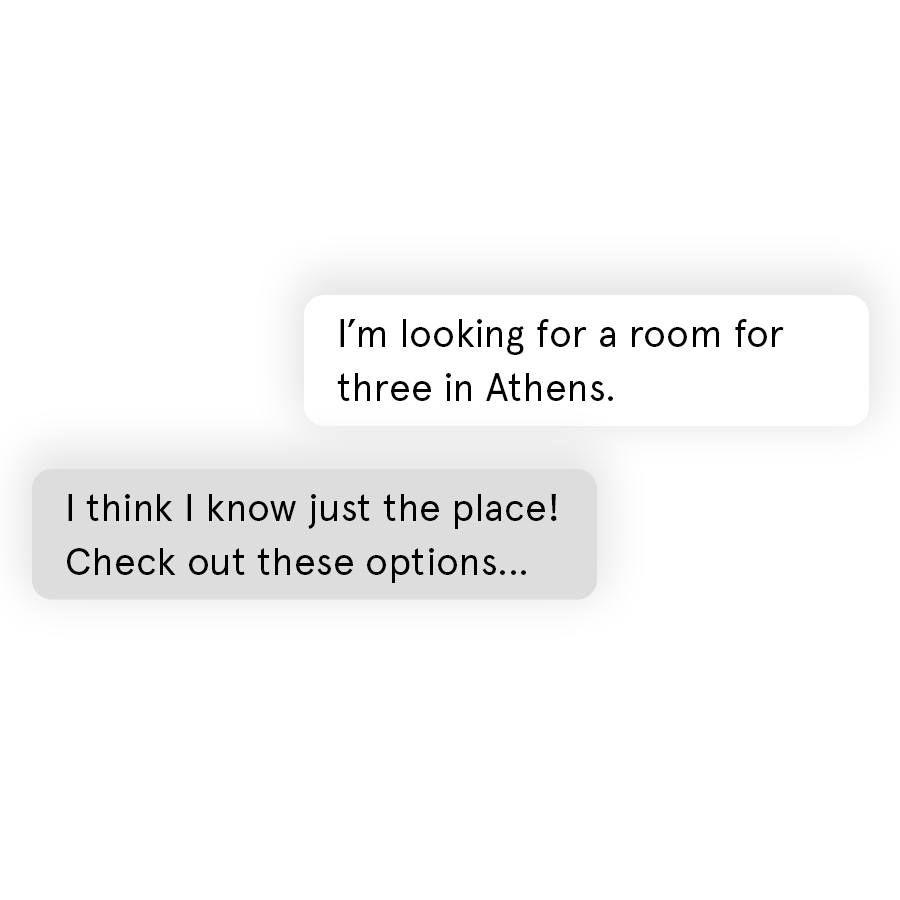 I’m looking for a room for
three in Athens.
I think I know just the place!
Check out these options...